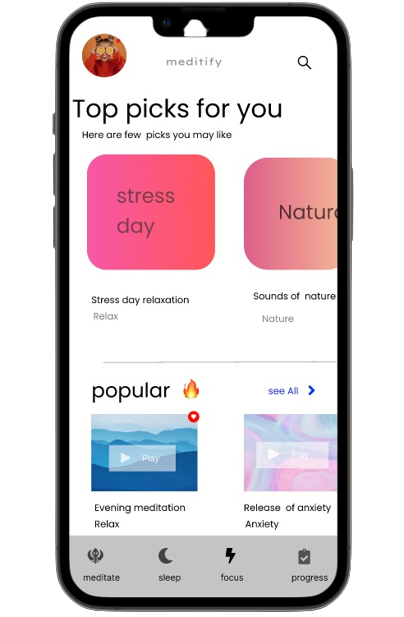 meditify
Top picks for you
Here are few picks you may like
stress
day
Stress day relaxation
Relax
Sounds of nature
Nature
popular
see All
Play
Play
Evening meditation
Relax
Release of anxiety
Anxiety
meditate
sleep
focus
progress